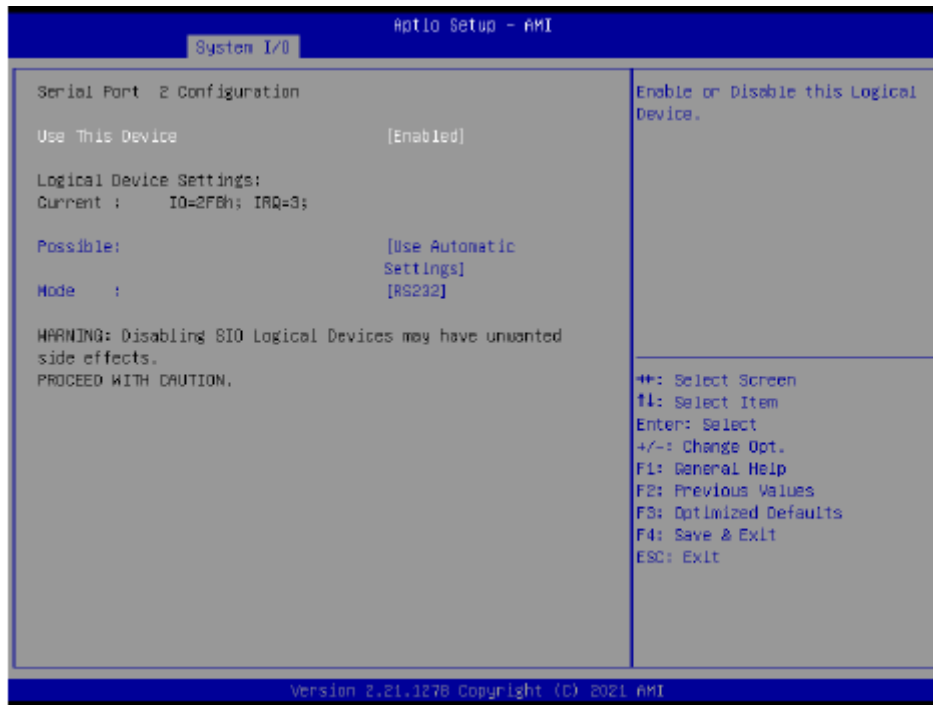 Aptio Setup - AMI
System I/O
Serial Port 2 Configuration
Use This Device [Enabled]
Logical Device Settings:
Current : IO=2F8h; IRQ=3;
Possible: [Use Automatic
Settings]
Mode : [RS232]
WARNING: Disabling SIO Logical Devices may have unwanted
side effects.
PROCEED WITH CAUTION.
Enable or Disable this Logical
Device.
→←: Select Screen
↑↓: Select Item
Enter: Select
+/-: Change Opt.
F1: General Help
F2: Previous Values
F3: Optimized Defaults
F4: Save & Exit
ESC: Exit
Version 2.21.1278 Copyright (C) 2021 AMI